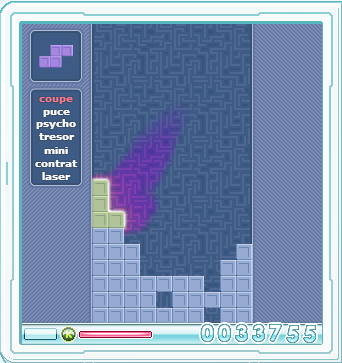 coupe
puce
psycho
tresor
mini
contrat
laser
0033755